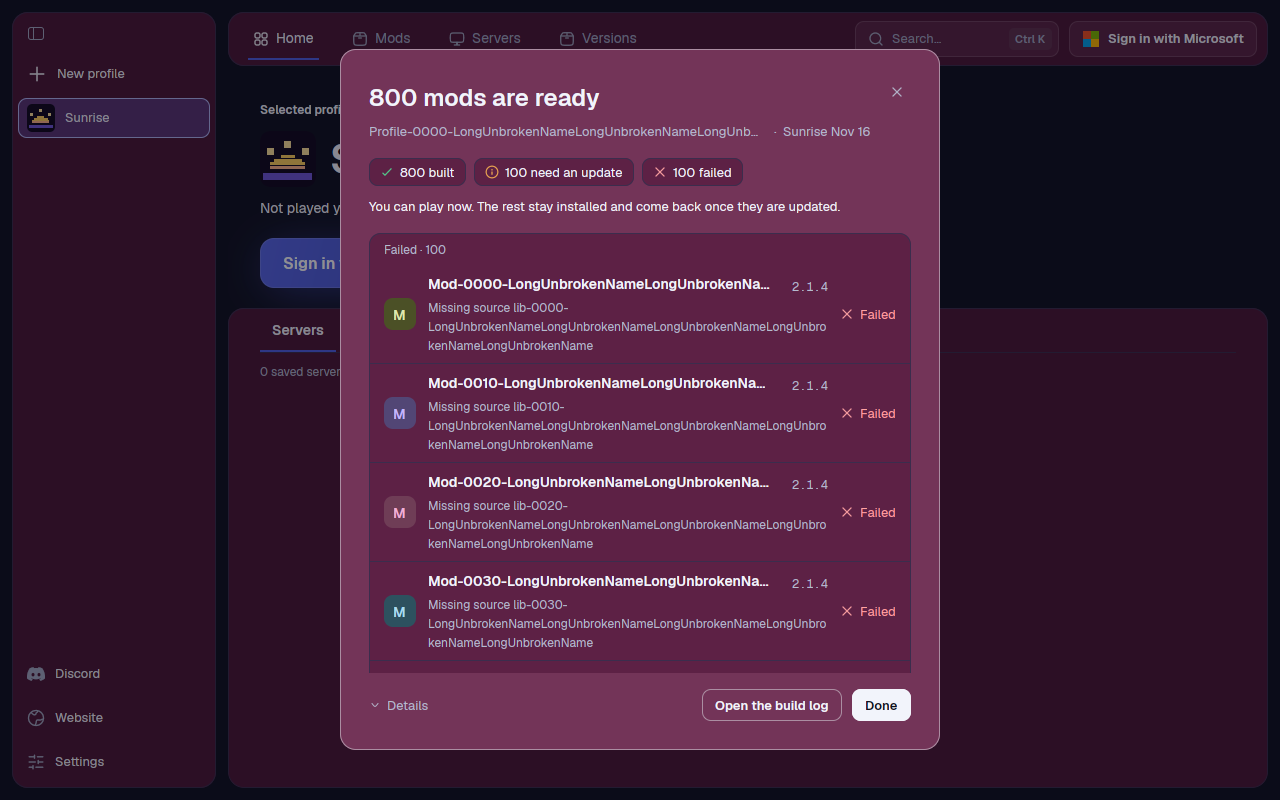 New profile
Sunrise
Discord
Website
Settings
Home
Mods
Servers
Versions
Search...
Ctrl K
Sign in with Microsoft
Selected
S
Not played
Sign in
Servers
0 saved
800 mods are ready
Profile-0000-LongUnbrokenNameLongUnbrokenNameLongUnb... · Sunrise Nov 16
800 built
100 need an update
100 failed
You can play now. The rest stay installed and come back once they are updated.
Failed · 100
Mod-0000-LongUnbrokenNameLongUnbrokenNa... 2.1.4
M
Missing source lib-0000-
LongUnbrokenNameLongUnbrokenNameLongUnbrokenNameLongUnbro
kenNameLongUnbrokenName
Failed
Mod-0010-LongUnbrokenNameLongUnbrokenNa... 2.1.4
M
Missing source lib-0010-
LongUnbrokenNameLongUnbrokenNameLongUnbrokenNameLongUnbro
kenNameLongUnbrokenName
Failed
Mod-0020-LongUnbrokenNameLongUnbrokenNa... 2.1.4
M
Missing source lib-0020-
LongUnbrokenNameLongUnbrokenNameLongUnbrokenNameLongUnbro
kenNameLongUnbrokenName
Failed
Mod-0030-LongUnbrokenNameLongUnbrokenNa... 2.1.4
M
Missing source lib-0030-
LongUnbrokenNameLongUnbrokenNameLongUnbrokenNameLongUnbro
kenNameLongUnbrokenName
Failed
Details
Open the build log
Done